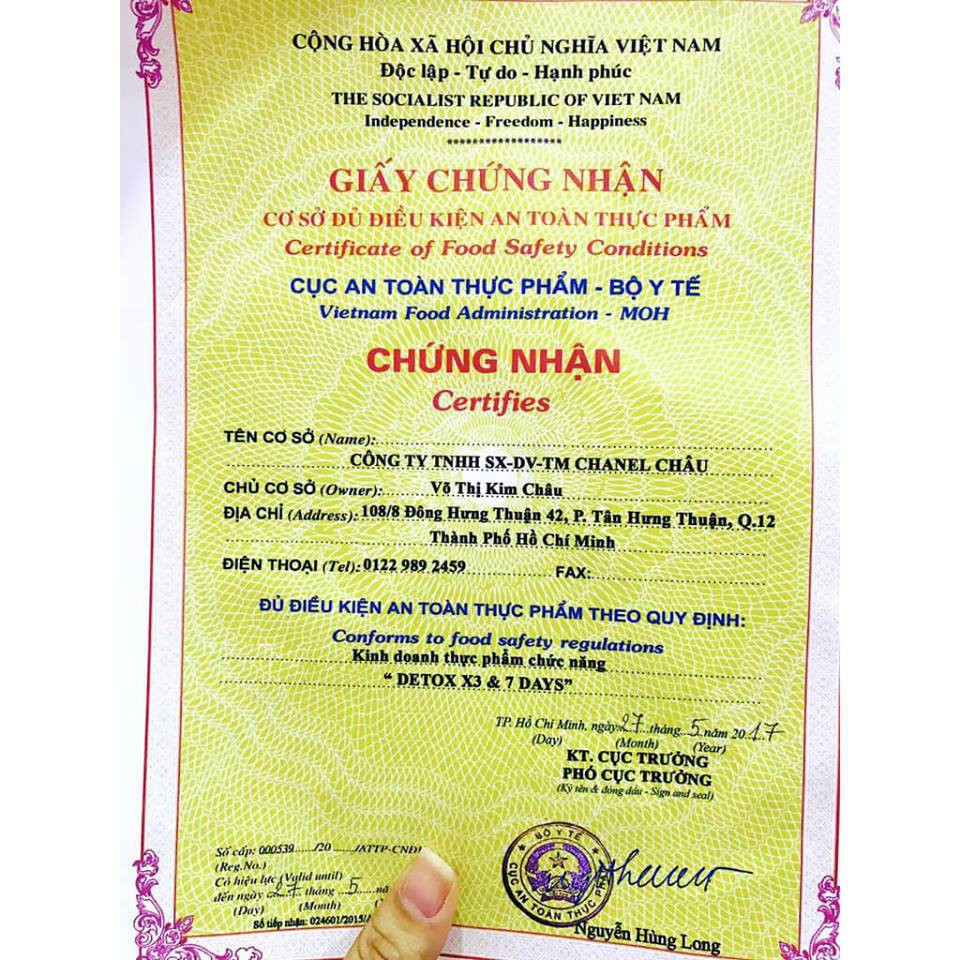 CỘNG HÒA XÃ HỘI CHỦ NGHĨA VIỆT NAM
Độc lập - Tự do - Hạnh phúc
THE SOCIALIST REPUBLIC OF VIET NAM
Independence - Freedom - Happiness
******************
GIẤY CHỨNG NHẬN
CƠ SỞ ĐỦ ĐIỀU KIỆN AN TOÀN THỰC PHẨM
Certificate of Food Safety Conditions
CỤC AN TOÀN THỰC PHẨM - BỘ Y TẾ
Vietnam Food Administration - MOH
CHỨNG NHẬN
Certifies
TÊN CƠ SỞ (Name):
CÔNG TY TNHH SX-DV-TM CHANEL CHÂU
CHỦ CƠ SỞ (Owner): Võ Thị Kim Châu
ĐỊA CHỈ (Address): 108/8 Đông Hưng Thuận 42, P. Tân Hưng Thuận, Q.12
Thành Phố Hồ Chí Minh
ĐIỆN THOẠI (Tel): 0122 989 2459 FAX:
ĐỦ ĐIỀU KIỆN AN TOÀN THỰC PHẨM THEO QUY ĐỊNH:
Conforms to food safety regulations
Kinh doanh thực phẩm chức năng
“ DETOX X3 & 7 DAYS”
TP. Hồ Chí Minh, ngày 27 tháng 5 năm 2017
(Day) (Month) (Year)
KT. CỤC TRƯỞNG
PHÓ CỤC TRƯỞNG
(Ký tên & đóng dấu - Sign and seal)
Số cấp: 000539....../20 ....../ATTP-CNĐ
(Reg.No.)
Có hiệu lực (Valid until)
đến ngày 27 tháng 5
(Day) (Month)
Số tiếp nhận: 024601/2015/
BỘ Y TẾ
CỤC AN TOÀN THỰC
Nguyễn Hùng Long